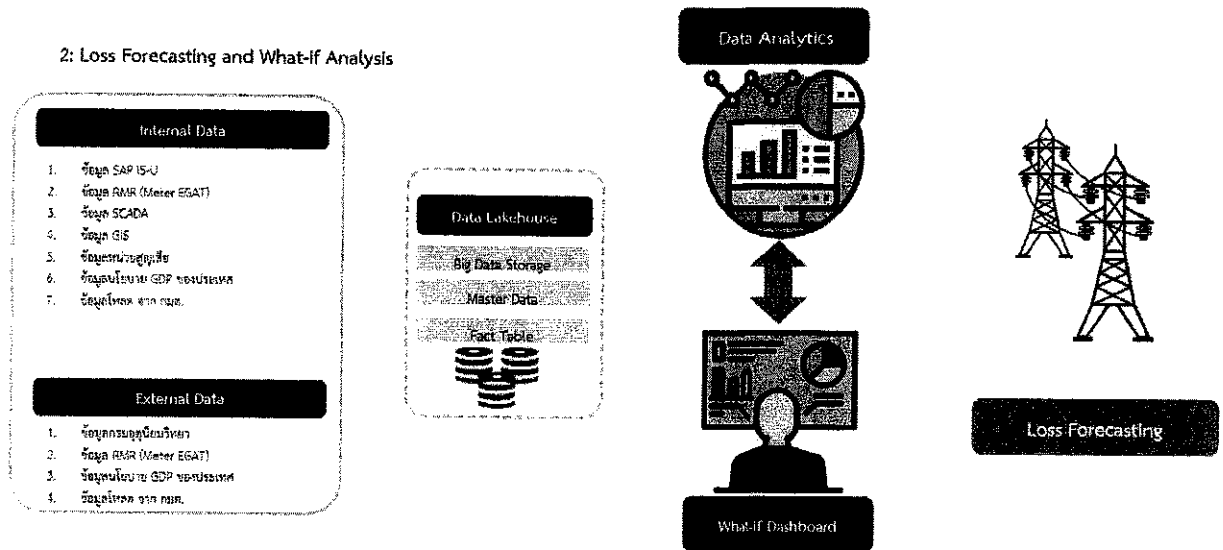 2: Loss Forecasting and What-if Analysis
Internal Data
1. ข้อมูล SAP IS-U
2. ข้อมูล RMR (Meter EGAT)
3. ข้อมูล SCADA
4. ข้อมูล GIS
5. ข้อมูลหน่วยสูญเสีย
6. ข้อมูลนโยบาย GDP ของประเทศ
7. ข้อมูลโหลด จาก กฟผ.
External Data
1. ข้อมูลกรมอุตุนิยมวิทยา
2. ข้อมูล RMR (Meter EGAT)
3. ข้อมูลนโยบาย GDP ของประเทศ
4. ข้อมูลโหลด จาก กฟผ.
Data Lakehouse
Big Data Storage
Master Data
Fact Table
Data Analytics
What-if Dashboard
Loss Forecasting